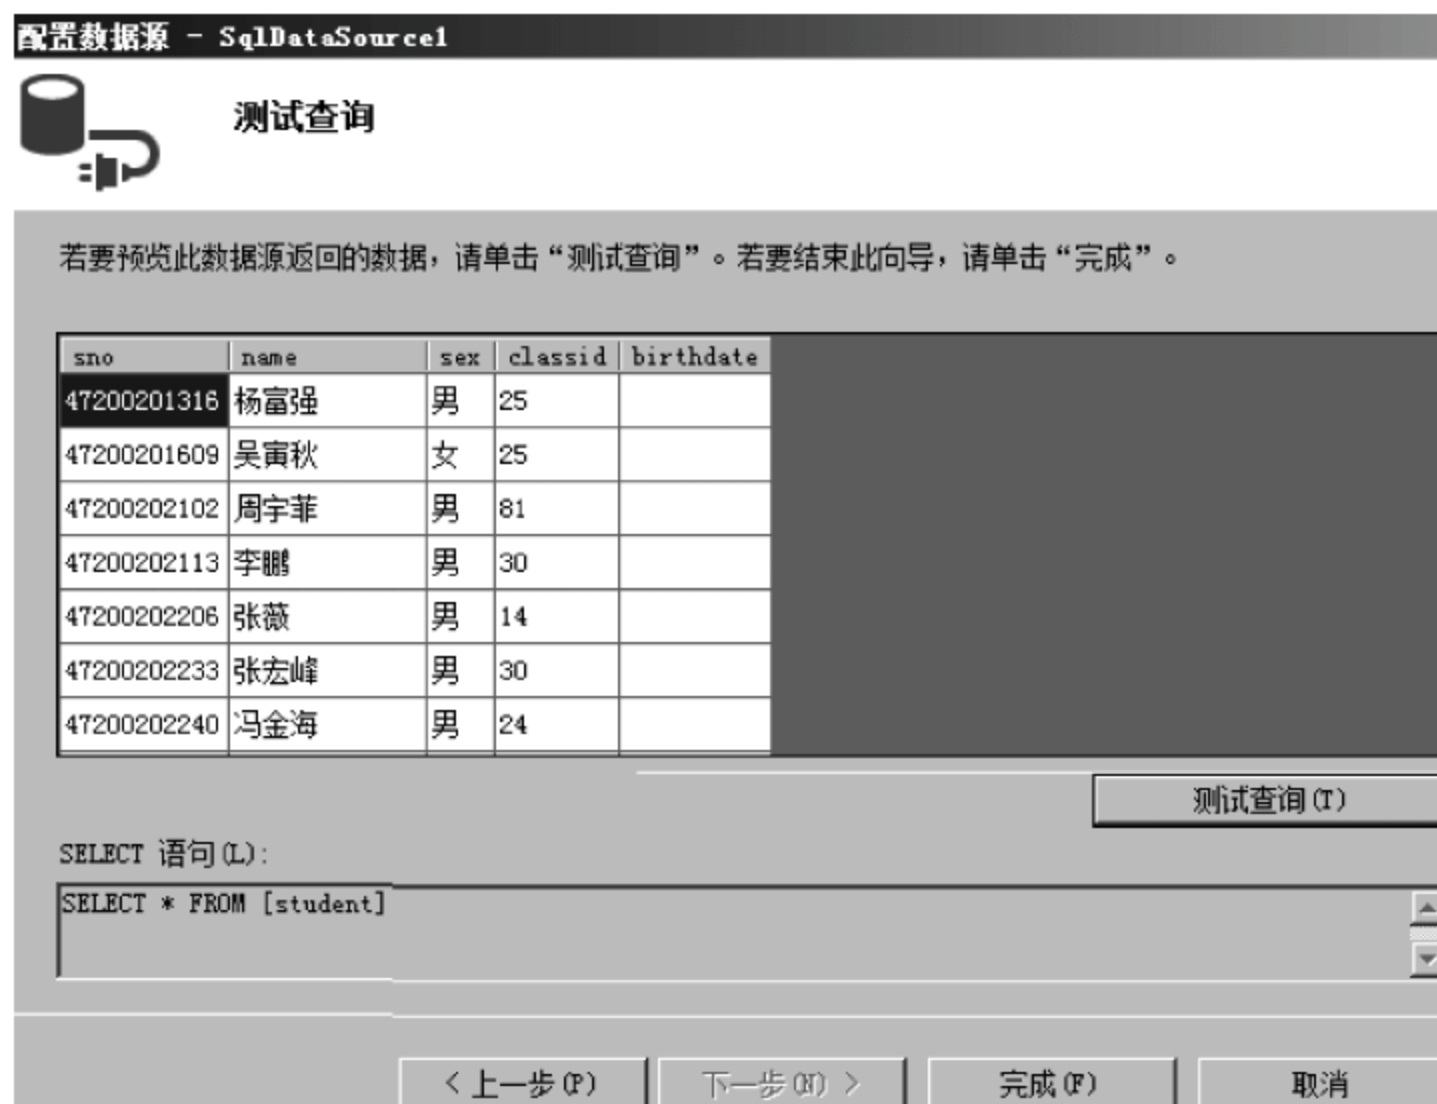 配置数据源 - SqlDataSource1
测试查询
若要预览此数据源返回的数据，请单击“测试查询”。若要结束此向导，请单击“完成”。
sno name sex classid birthdate
47200201316 杨富强 男 25
47200201609 吴寅秋 女 25
47200202102 周宇菲 男 81
47200202113 李鹏 男 30
47200202206 张薇 男 14
47200202233 张宏峰 男 30
47200202240 冯金海 男 24
测试查询(T)
SELECT 语句(L):
SELECT * FROM [student]
< 上一步(P) 下一步(N) > 完成(F) 取消